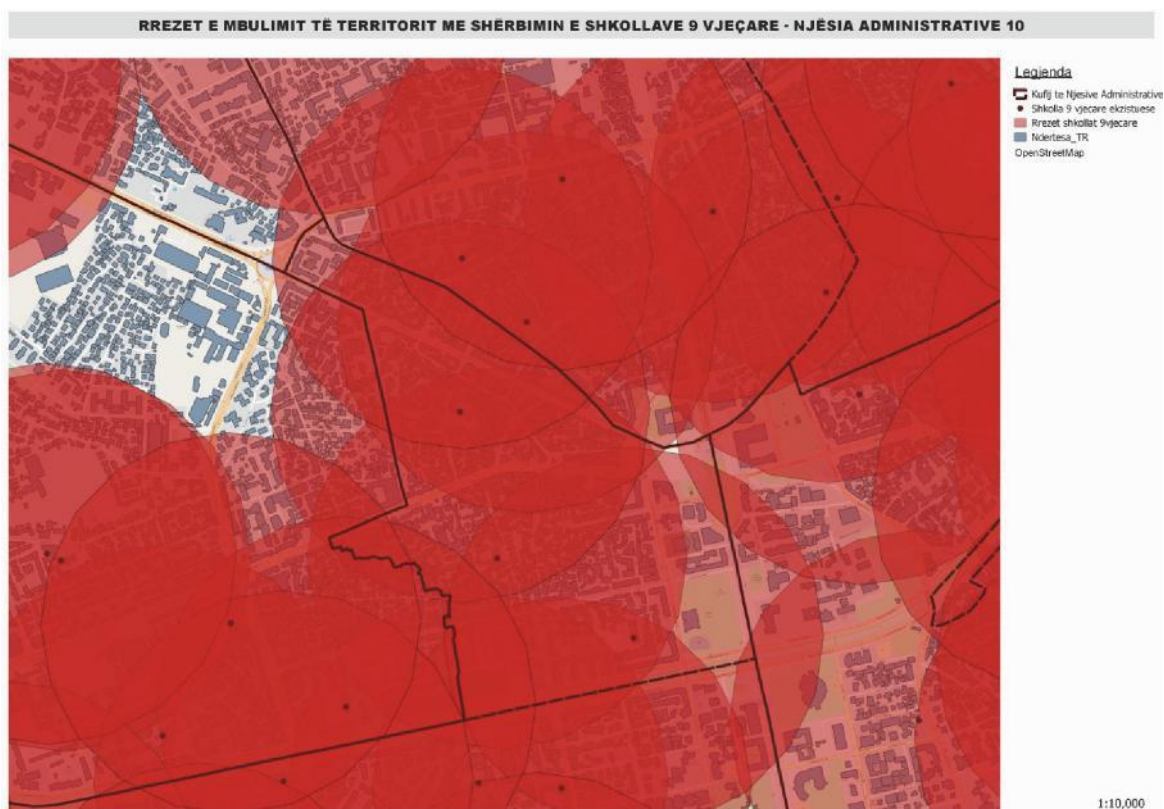 RREZET E MBULIMIT TË TERRITORIT ME SHËRBIMIN E SHKOLLAVE 9 VJEÇARE - NJËSIA ADMINISTRATIVE 10
Legjenda
Kufij te Njesive Administrative
Shkolla 9 vjecare ekzistuese
Rrezet shkollat 9vjecare
Ndertesa_TR
OpenStreetMap
1:10,000